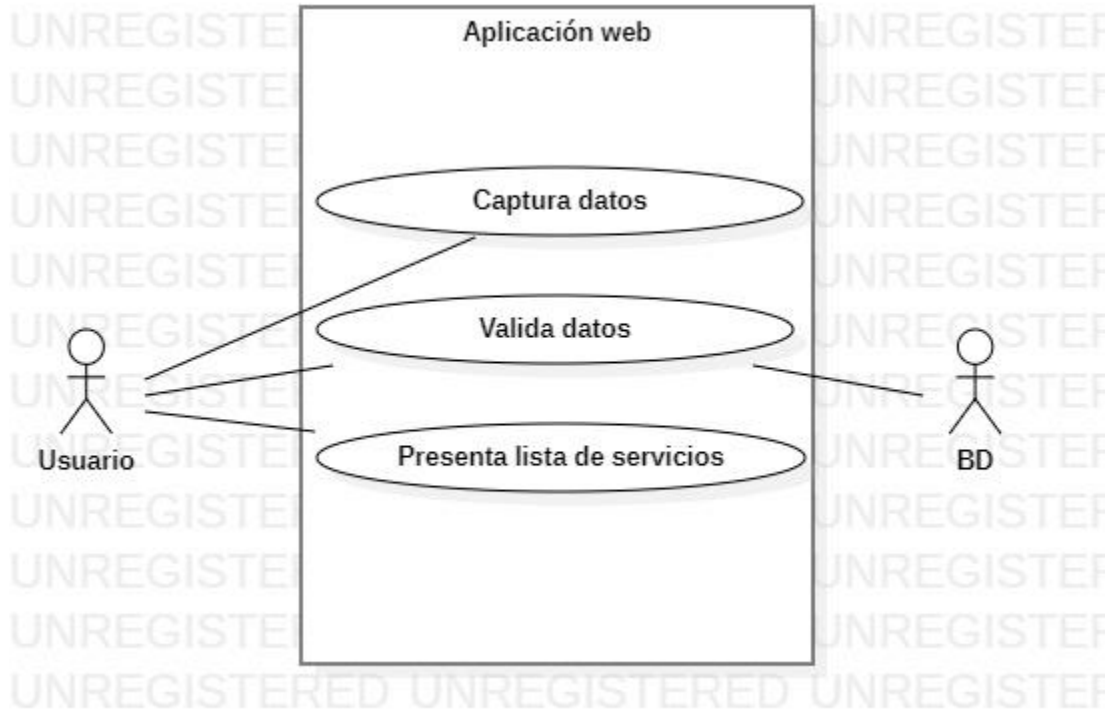 Aplicación web
Captura datos
Valida datos
Presenta lista de servicios
Usuario
BD
UNREGISTERED UNREGISTERED UNREGISTERED